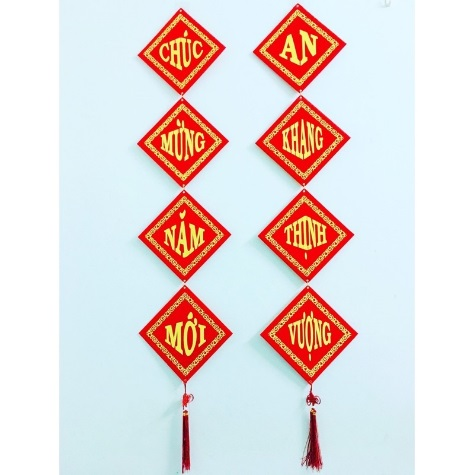 CHÚC
MỪNG
NĂM
MỚI
AN
KHANG
THỊNH
VƯỢNG